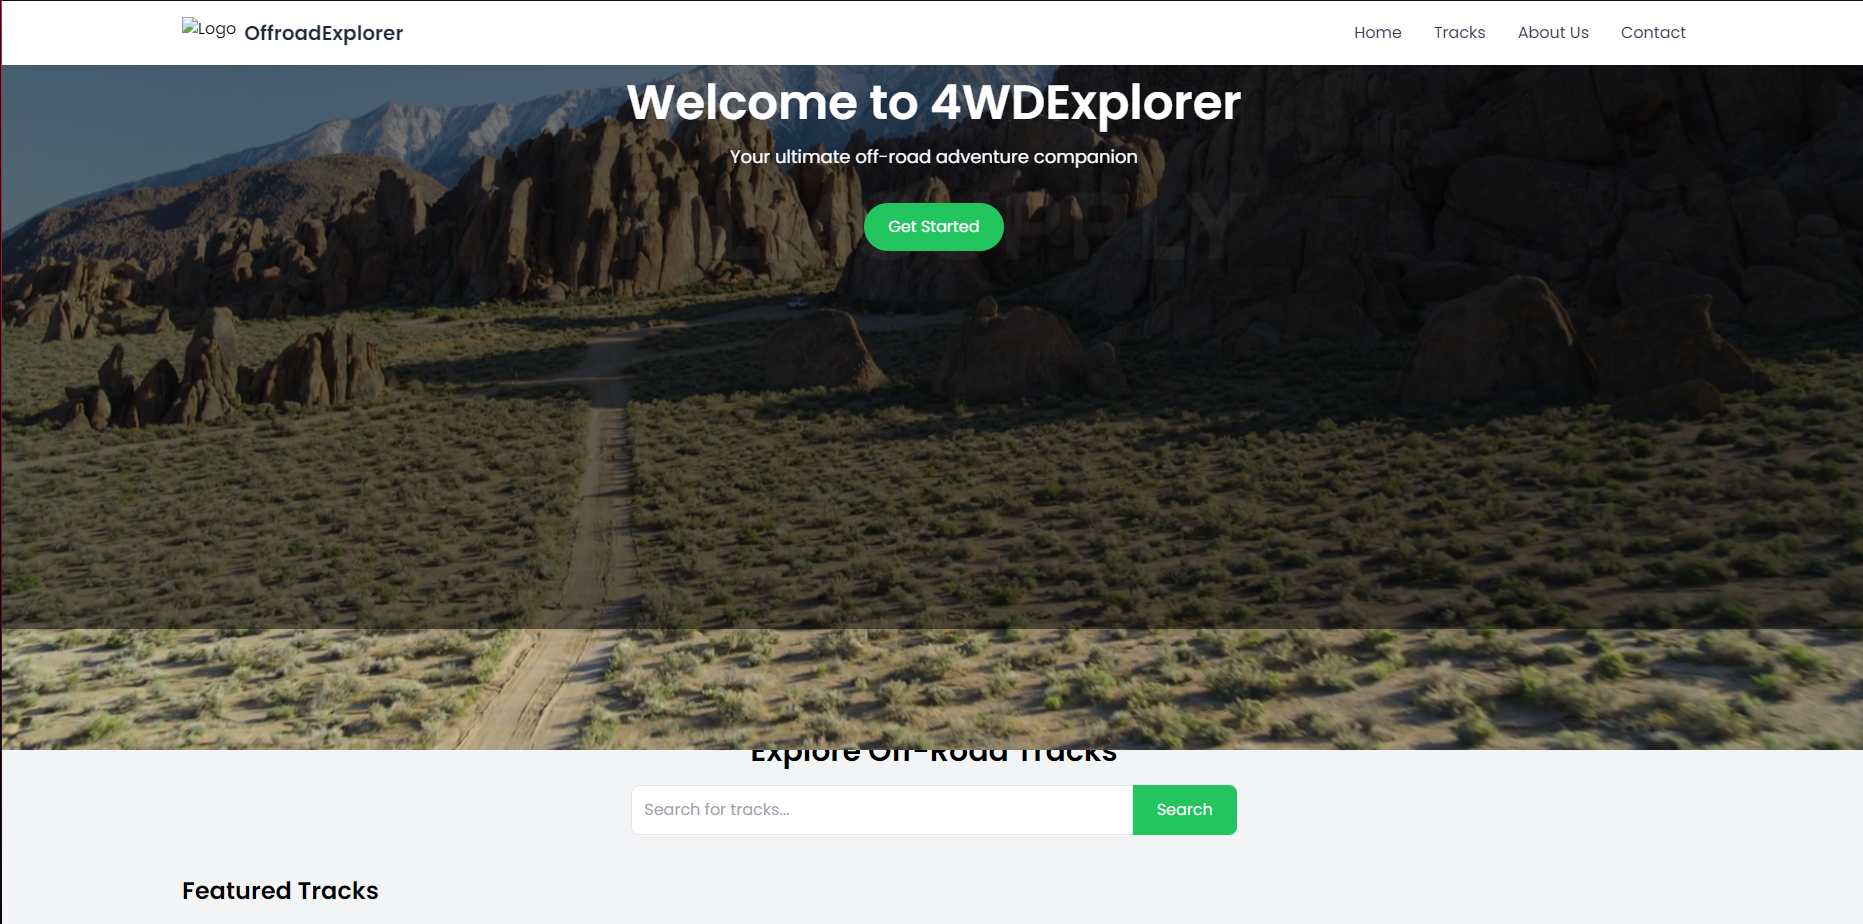 Logo OffroadExplorer
Home Tracks About Us Contact
Welcome to 4WDExplorer
Your ultimate off-road adventure companion
Get Started
Explore Off-Road Tracks
Search for tracks...
Search
Featured Tracks